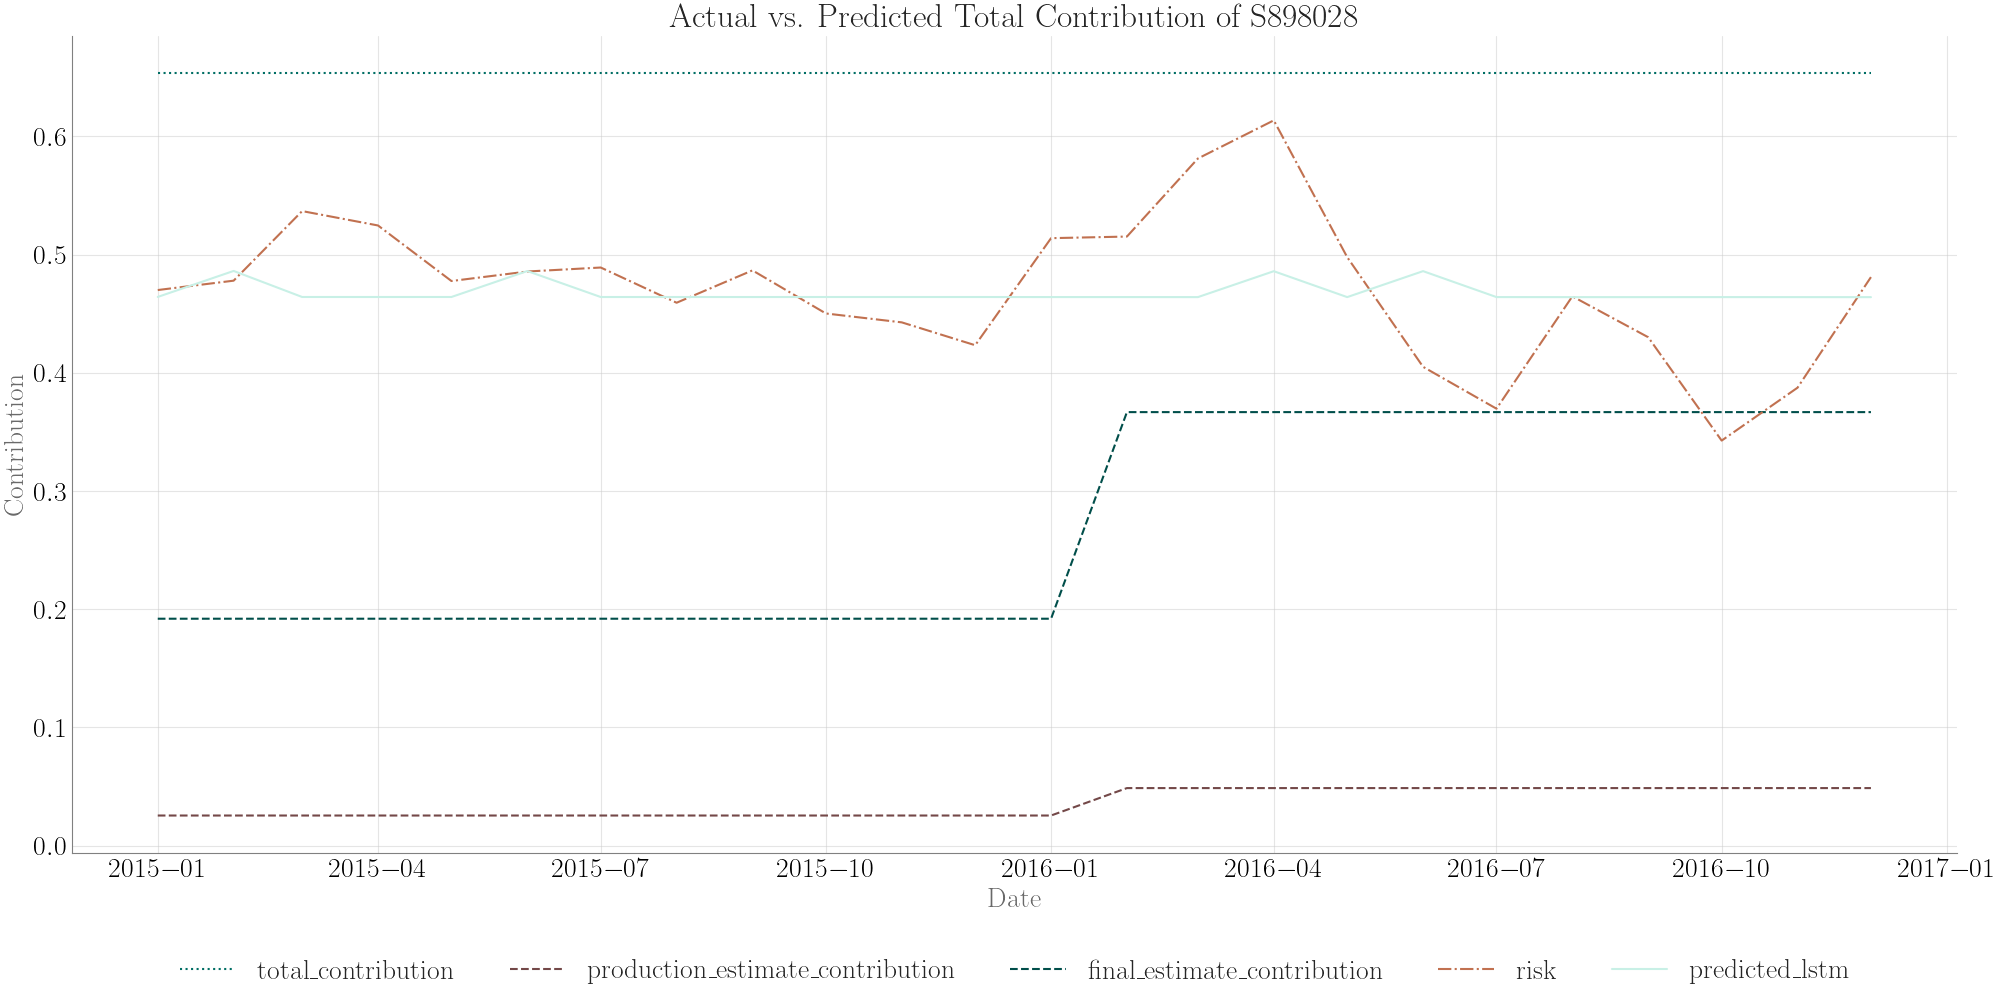 Actual vs. Predicted Total Contribution of S898028
Contribution
0.6
0.5
0.4
0.3
0.2
0.1
0.0
2015–01 2015–04 2015–07 2015–10 2016–01 2016–04 2016–07 2016–10 2017–01
Date
total_contribution production_estimate_contribution final_estimate_contribution risk predicted_lstm